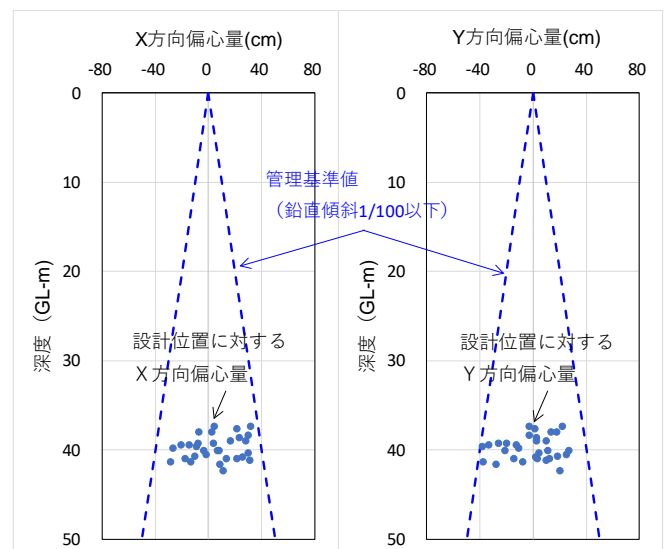 X方向偏心量(cm)
-80 -40 0 40 80
0
10
20
30
40
50
深度（GL-m）
設計位置に対する
X方向偏心量
管理基準値
（鉛直傾斜1/100以下）
Y方向偏心量(cm)
-80 -40 0 40 80
0
10
20
30
40
50
深度（GL-m）
設計位置に対する
Y方向偏心量